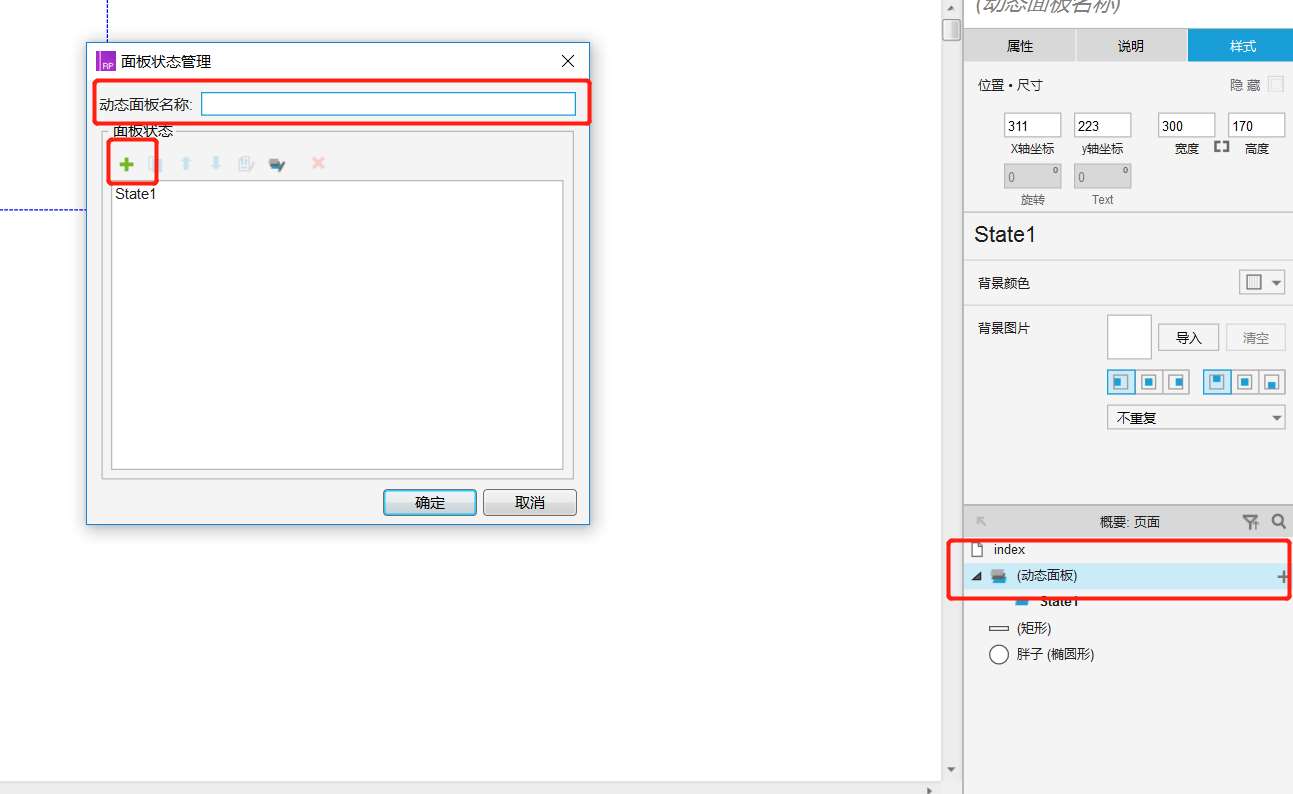 (动态面板名称)
属性 说明 样式
位置 • 尺寸 隐藏
311 223 300 170
X轴坐标 y轴坐标 宽度 高度
0 0
旋转 Text
State1
背景颜色
背景图片 导入 清空
不重复
概要: 页面
index
(动态面板)
State1
(矩形)
胖子 (椭圆形)
RP 面板状态管理
动态面板名称:
面板状态
State1
确定 取消